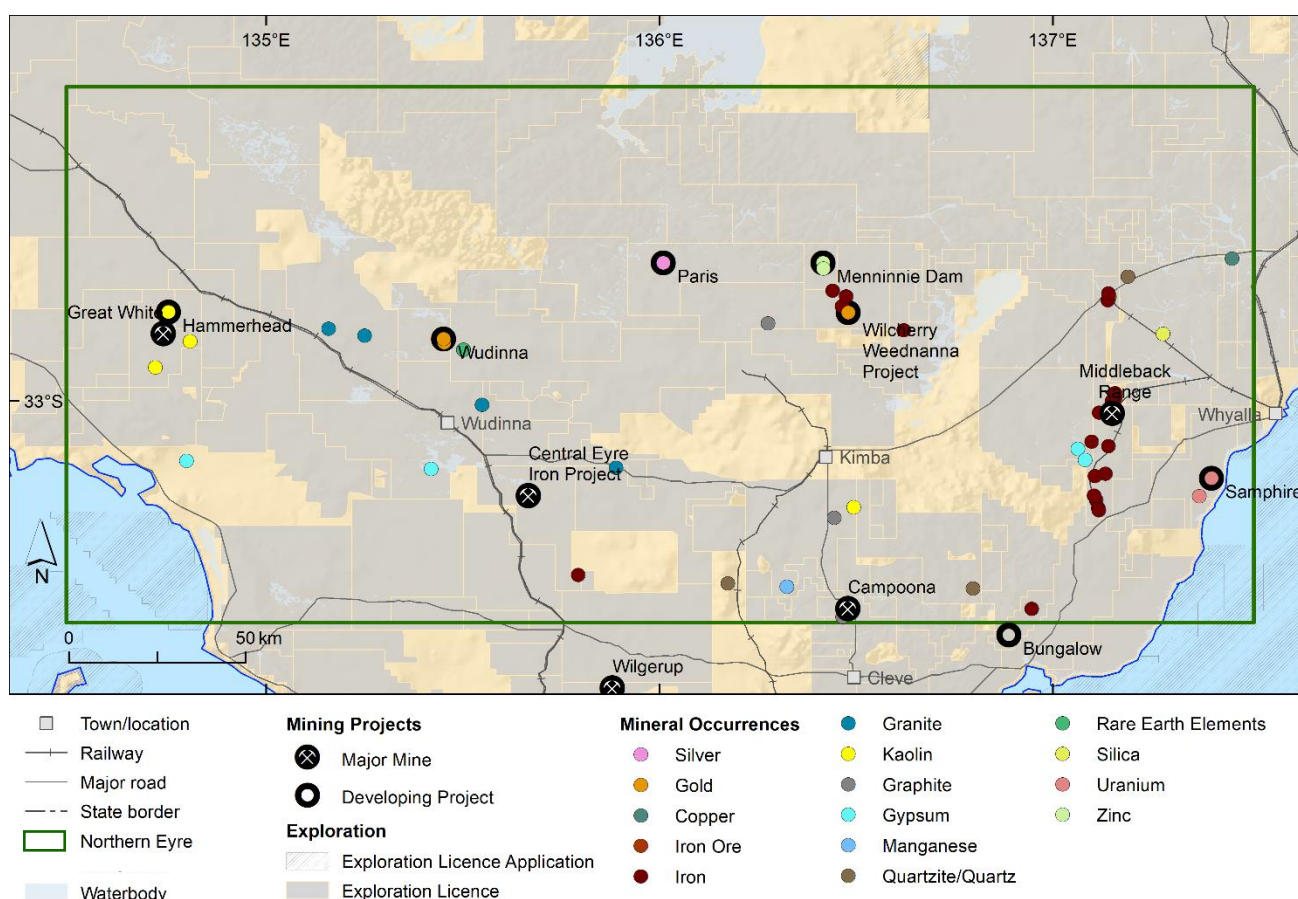 135°E
136°E
137°E
Paris
Menninnie Dam
Great White
Hammerhead
Wilcherry
Weednanna
Project
Wudinna
Middleback
Range
33°S
Whyalla
Wudinna
Central Eyre
Iron Project
Kimba
Samphire
N
Campoona
0
50 km
Bungalow
Wilgerup
Cleve
Town/location
Railway
Major road
State border
Northern Eyre
Waterbody
Mining Projects
Major Mine
Developing Project
Exploration
Exploration Licence Application
Exploration Licence
Mineral Occurrences
Silver
Gold
Copper
Iron Ore
Iron
Granite
Kaolin
Graphite
Gypsum
Manganese
Quartzite/Quartz
Rare Earth Elements
Silica
Uranium
Zinc